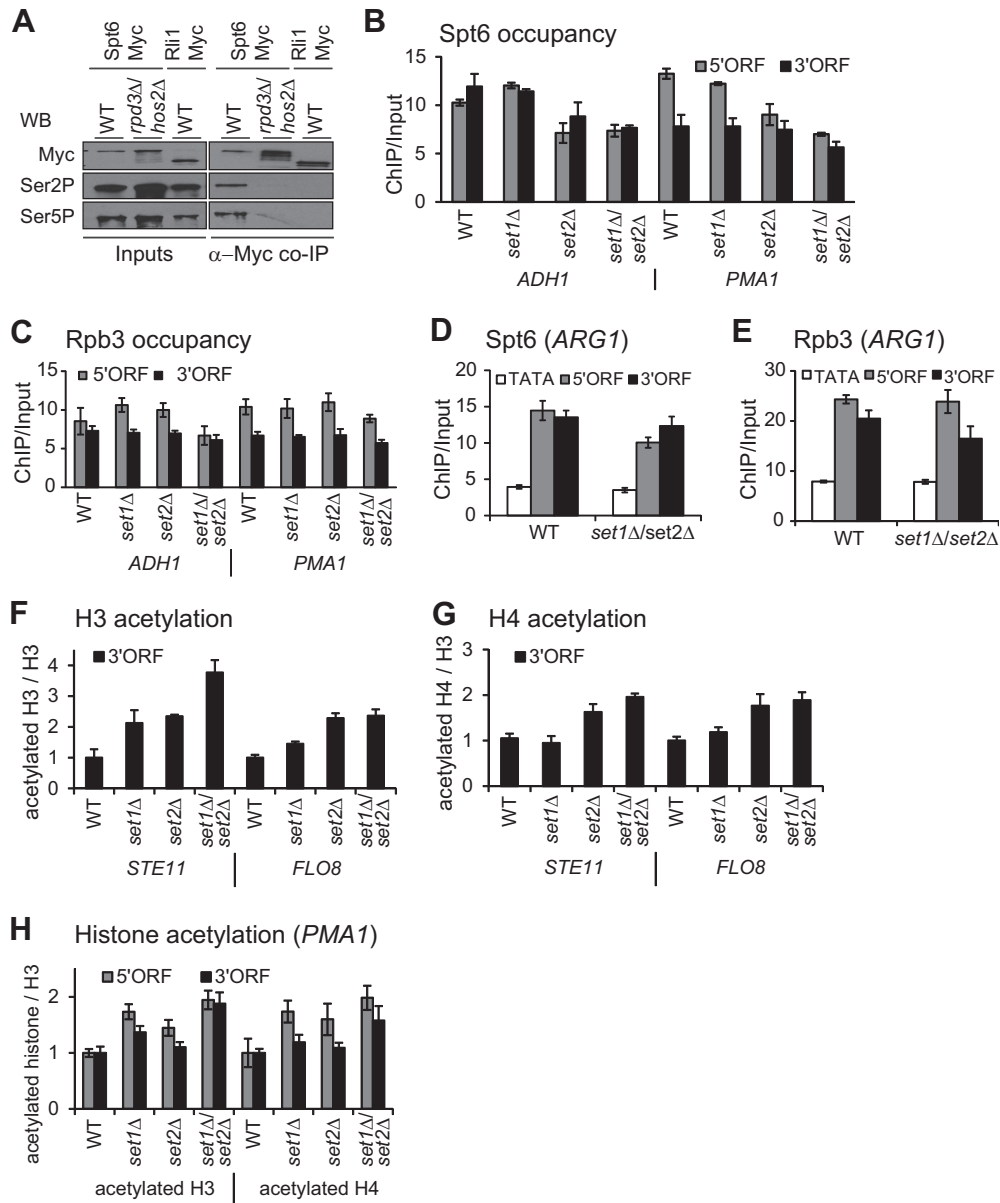 A
Spt6 Myc
Rli1 Myc
Spt6 Myc
Rli1 Myc
WB
WT
rpd3Δ/
hos2Δ
WT
WT
rpd3Δ/
hos2Δ
WT
Myc
Ser2P
Ser5P
Inputs
α–Myc co-IP
B
Spt6 occupancy
5'ORF
3'ORF
15
10
5
0
ChIP/Input
WT
set1Δ
set2Δ
set1Δ/
set2Δ
WT
set1Δ
set2Δ
set1Δ/
set2Δ
ADH1
PMA1
C
Rpb3 occupancy
5'ORF
3'ORF
15
10
5
0
ChIP/Input
WT
set1Δ
set2Δ
set1Δ/
set2Δ
WT
set1Δ
set2Δ
set1Δ/
set2Δ
ADH1
PMA1
D
Spt6 (ARG1)
TATA
5'ORF
3'ORF
20
15
10
5
0
ChIP/Input
WT
set1Δ/set2Δ
E
Rpb3 (ARG1)
TATA
5'ORF
3'ORF
30
20
10
0
ChIP/Input
WT
set1Δ/set2Δ
F
H3 acetylation
3'ORF
4
3
2
1
0
acetylated H3 / H3
WT
set1Δ
set2Δ
set1Δ/
set2Δ
WT
set1Δ
set2Δ
set1Δ/
set2Δ
STE11
FLO8
G
H4 acetylation
3'ORF
3
2
1
0
acetylated H4 / H3
WT
set1Δ
set2Δ
set1Δ/
set2Δ
WT
set1Δ
set2Δ
set1Δ/
set2Δ
STE11
FLO8
H
Histone acetylation (PMA1)
5'ORF
3'ORF
2
1
0
acetylated histone / H3
WT
set1Δ
set2Δ
set1Δ/
set2Δ
WT
set1Δ
set2Δ
set1Δ/
set2Δ
acetylated H3
acetylated H4